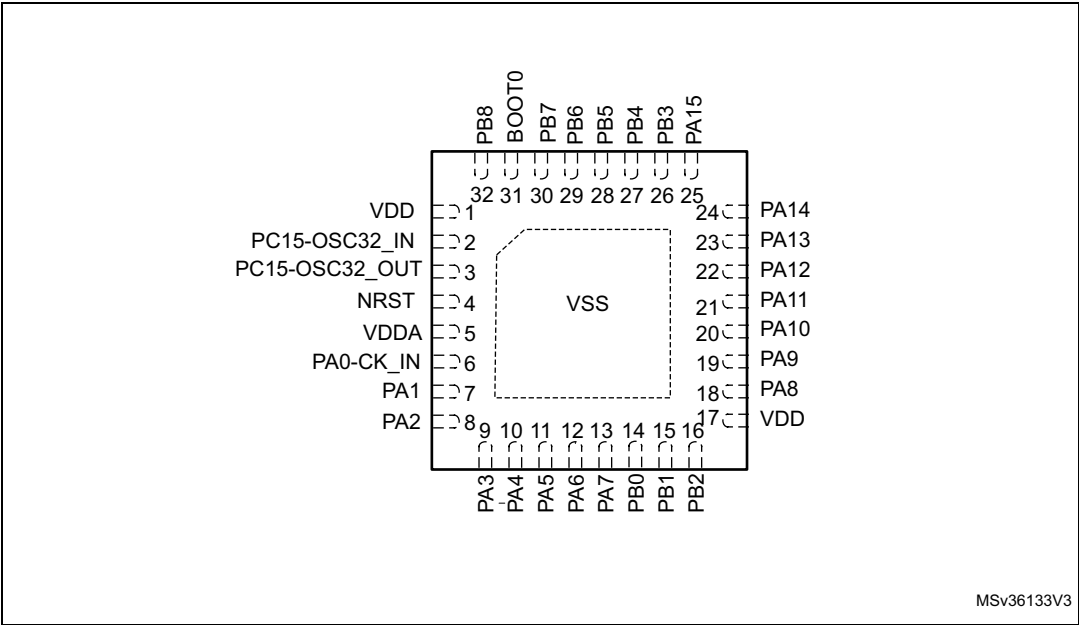 PB8
BOOT0
PB7
PB6
PB5
PB4
PB3
PA15
32 31 30 29 28 27 26 25
VDD 1
PC15-OSC32_IN 2
PC15-OSC32_OUT 3
NRST 4
VDDA 5
PA0-CK_IN 6
PA1 7
PA2 8
VSS
24 PA14
23 PA13
22 PA12
21 PA11
20 PA10
19 PA9
18 PA8
17 VDD
9 10 11 12 13 14 15 16
PA3
PA4
PA5
PA6
PA7
PB0
PB1
PB2
MSv36133V3